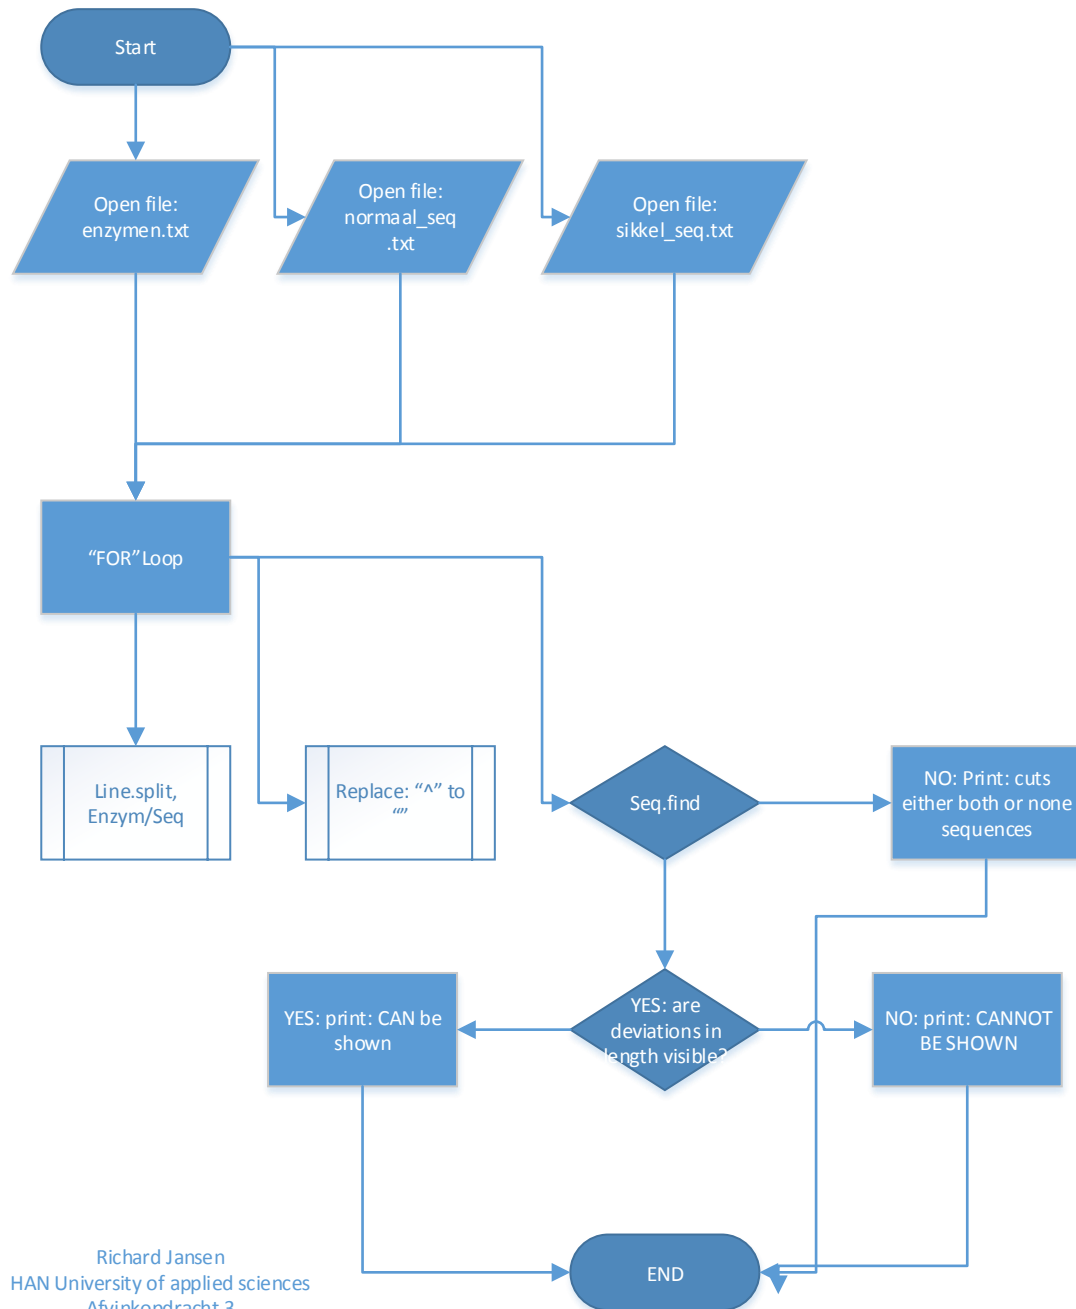 Start
Open file:
enzymen.txt
Open file:
normaal_seq
.txt
Open file:
sikkel_seq.txt
“FOR” Loop
Line.split,
Enzym/Seq
Replace: “^” to
“”
Seq.find
NO: Print: cuts
either both or none
sequences
YES: print: CAN be
shown
YES: are
deviations in
length visible?
NO: print: CANNOT
BE SHOWN
END
Richard Jansen
HAN University of applied sciences
Afvinkopdracht 3